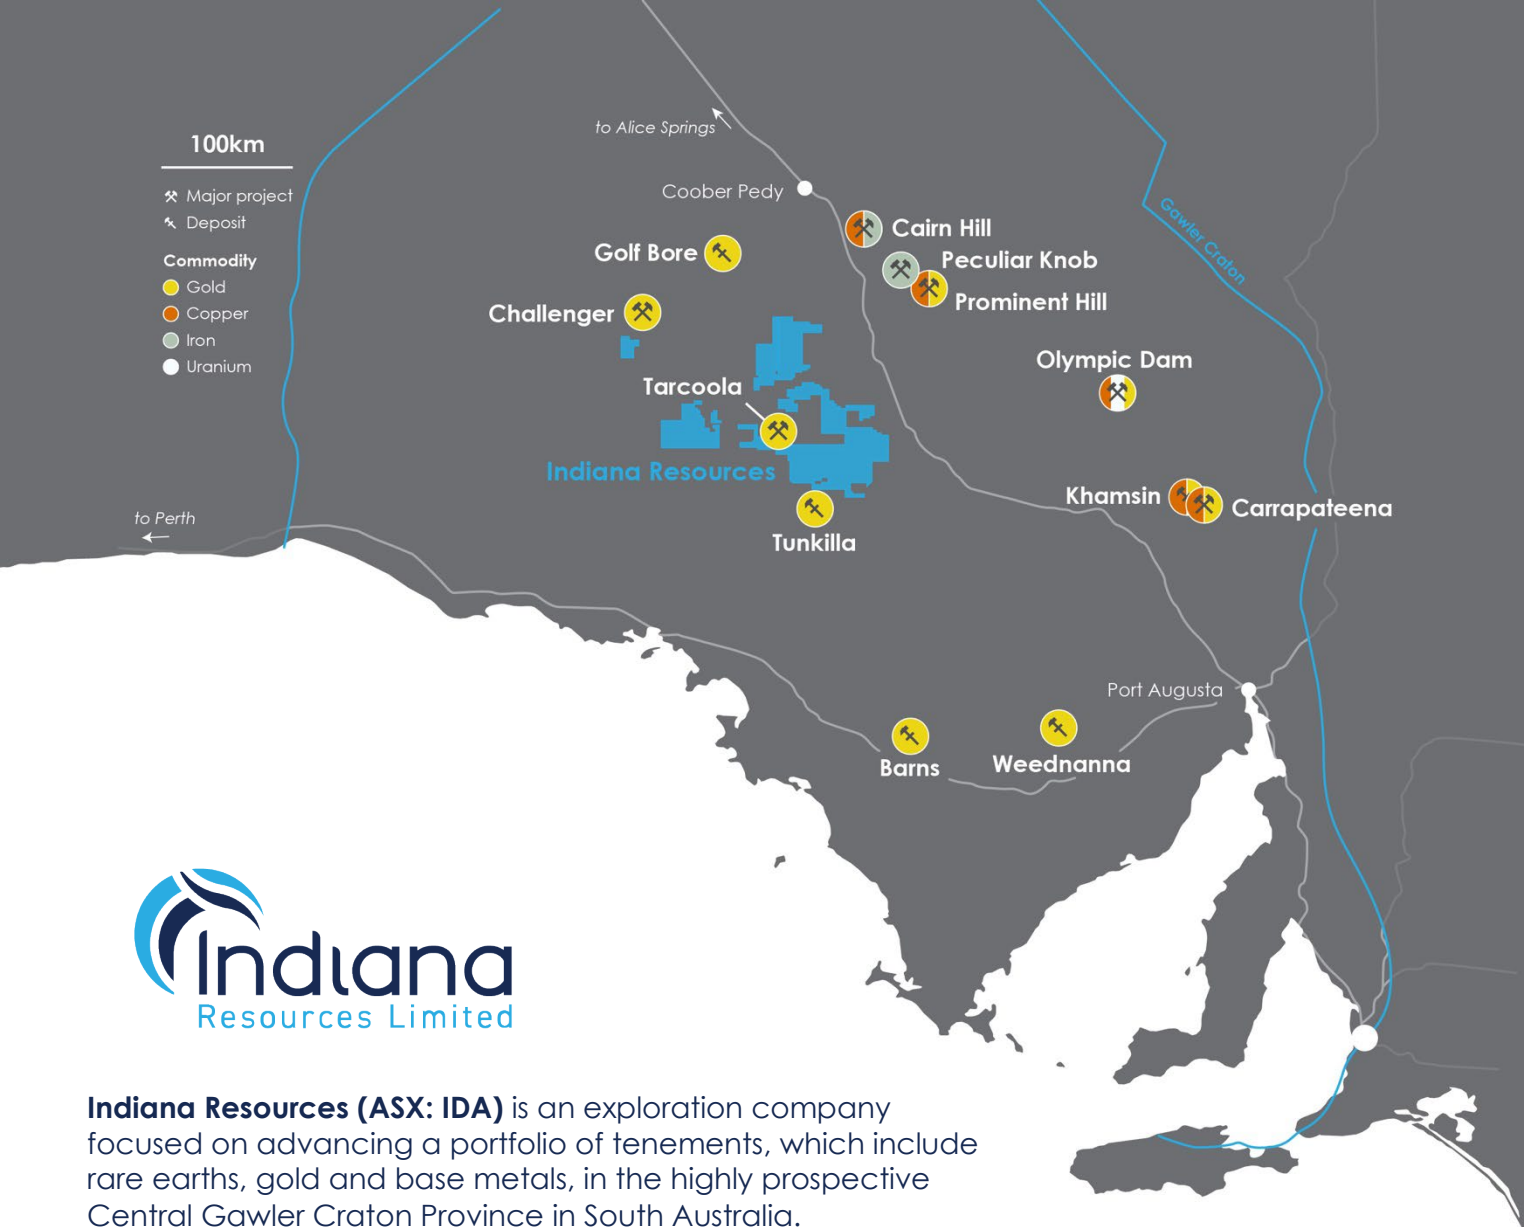 to Alice Springs
100km
Major project
Deposit
Commodity
Gold
Copper
Iron
Uranium
Coober Pedy
Cairn Hill
Golf Bore
Peculiar Knob
Prominent Hill
Challenger
Gawler Craton
Olympic Dam
Tarcoola
Indiana Resources
Khamsin
Carrapateena
to Perth
Tunkilla
Port Augusta
Barns
Weednanna
Indiana
Resources Limited
Indiana Resources (ASX: IDA) is an exploration company
focused on advancing a portfolio of tenements, which include
rare earths, gold and base metals, in the highly prospective
Central Gawler Craton Province in South Australia.